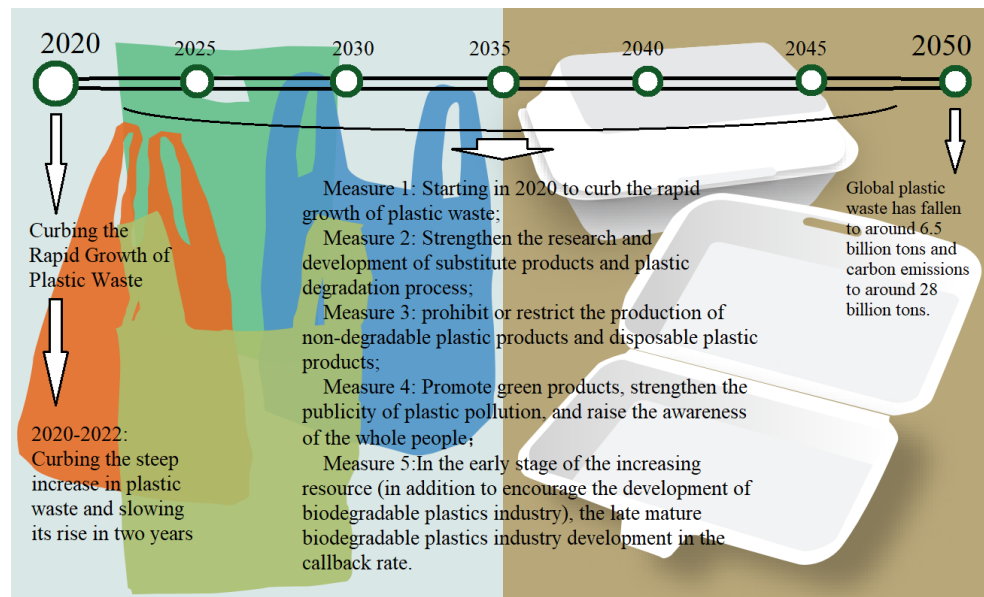 2020 2025 2030 2035 2040 2045 2050
Curbing the
Rapid Growth of
Plastic Waste
2020-2022:
Curbing the steep
increase in plastic
waste and slowing
its rise in two years
Measure 1: Starting in 2020 to curb the rapid
growth of plastic waste;
Measure 2: Strengthen the research and
development of substitute products and plastic
degradation process;
Measure 3: prohibit or restrict the production of
non-degradable plastic products and disposable plastic
products;
Measure 4: Promote green products, strengthen the
publicity of plastic pollution, and raise the awareness
of the whole people；
Measure 5:In the early stage of the increasing
resource (in addition to encourage the development of
biodegradable plastics industry), the late mature
biodegradable plastics industry development in the
callback rate.
Global plastic
waste has fallen
to around 6.5
billion tons and
carbon emissions
to around 28
billion tons.